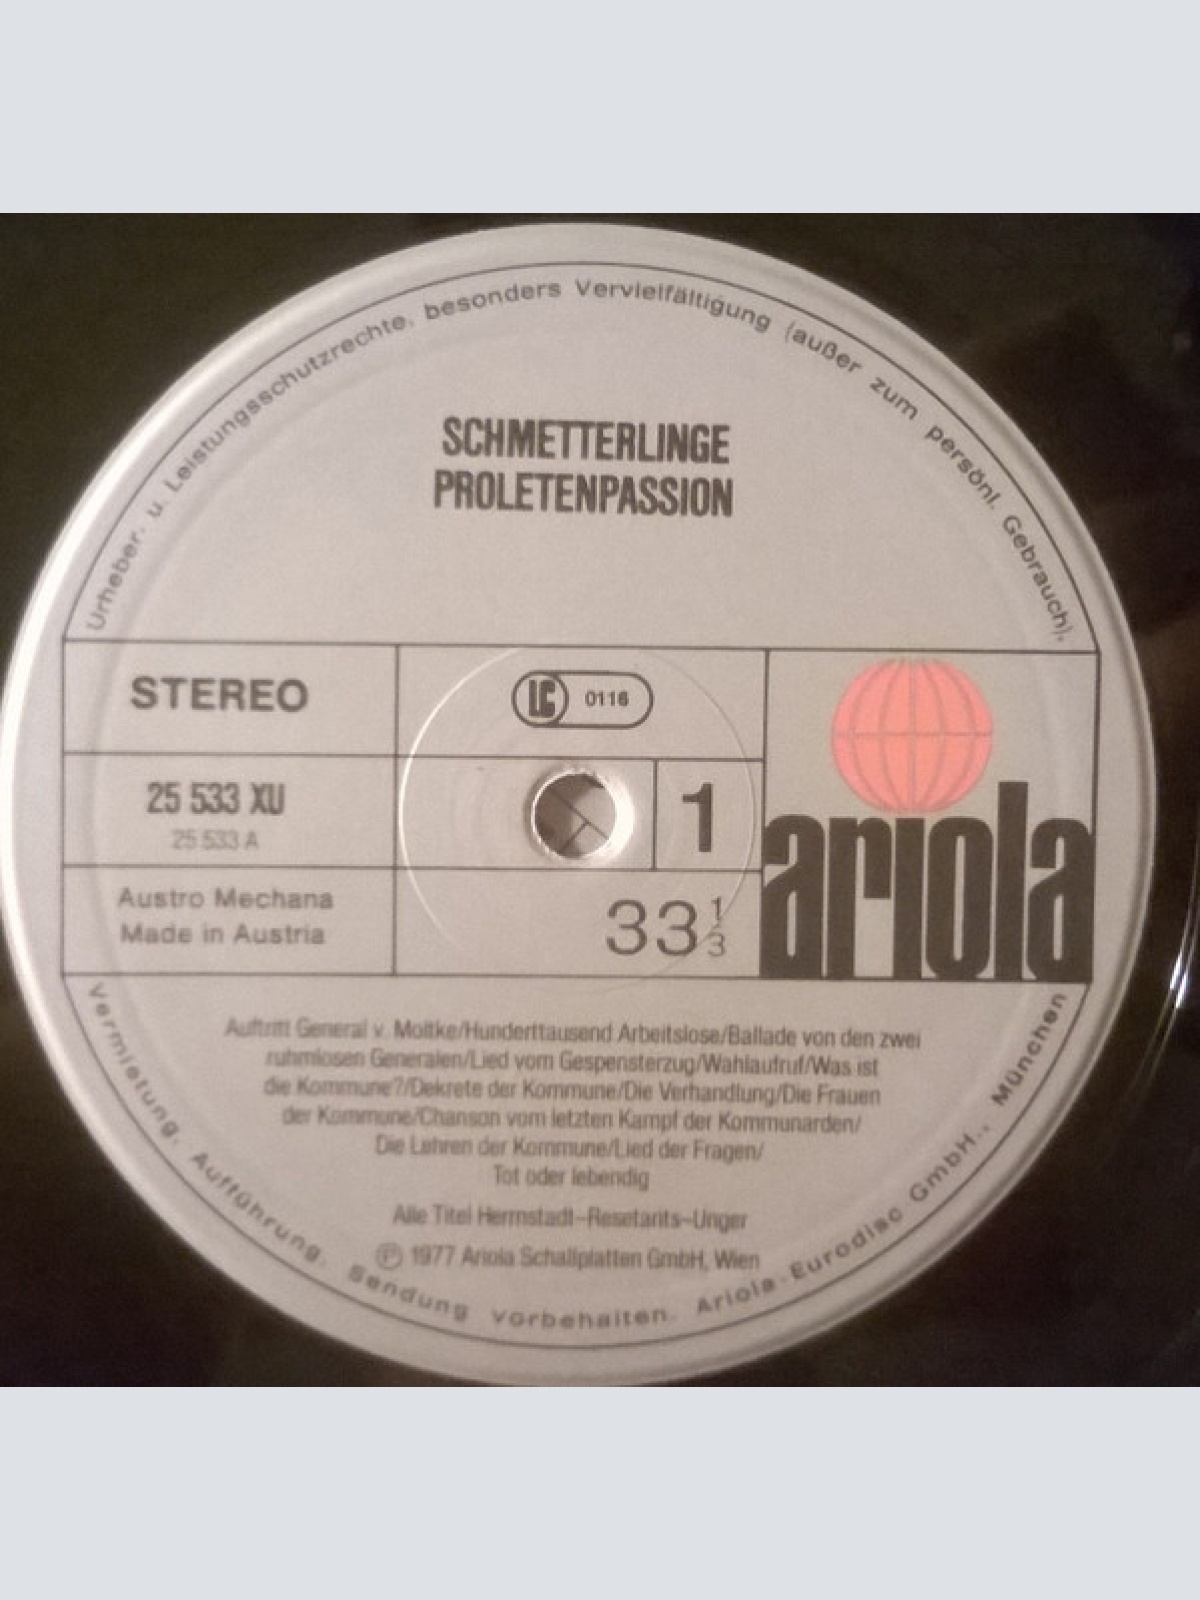 Urheber- u. Leistungsschutzrechte, besonders Vervielfältigung (außer zum persönl. Gebrauch),
SCHMETTERLINGE
PROLETENPASSION
STEREO
LC 0116
25 533 XU
25 533 A
1
Austro Mechana
Made in Austria
33 1/3
ariola
Auftritt General v. Moltke/Hunderttausend Arbeitslose/Ballade von den zwei
ruhmlosen Generalen/Lied vom Gespensterzug/Wahlaufruf/Was ist
die Kommune?/Dekrete der Kommune/Die Verhandlung/Die Frauen
der Kommune/Chanson vom letzten Kampf der Kommunarden/
Die Lehren der Kommune/Lied der Fragen/
Tot oder lebendig
Alle Titel Herrnstadt–Resetarits–Unger
℗ 1977 Ariola Schallplatten GmbH, Wien
Vermietung, Aufführung, Sendung vorbehalten. Ariola-Eurodisc GmbH., München